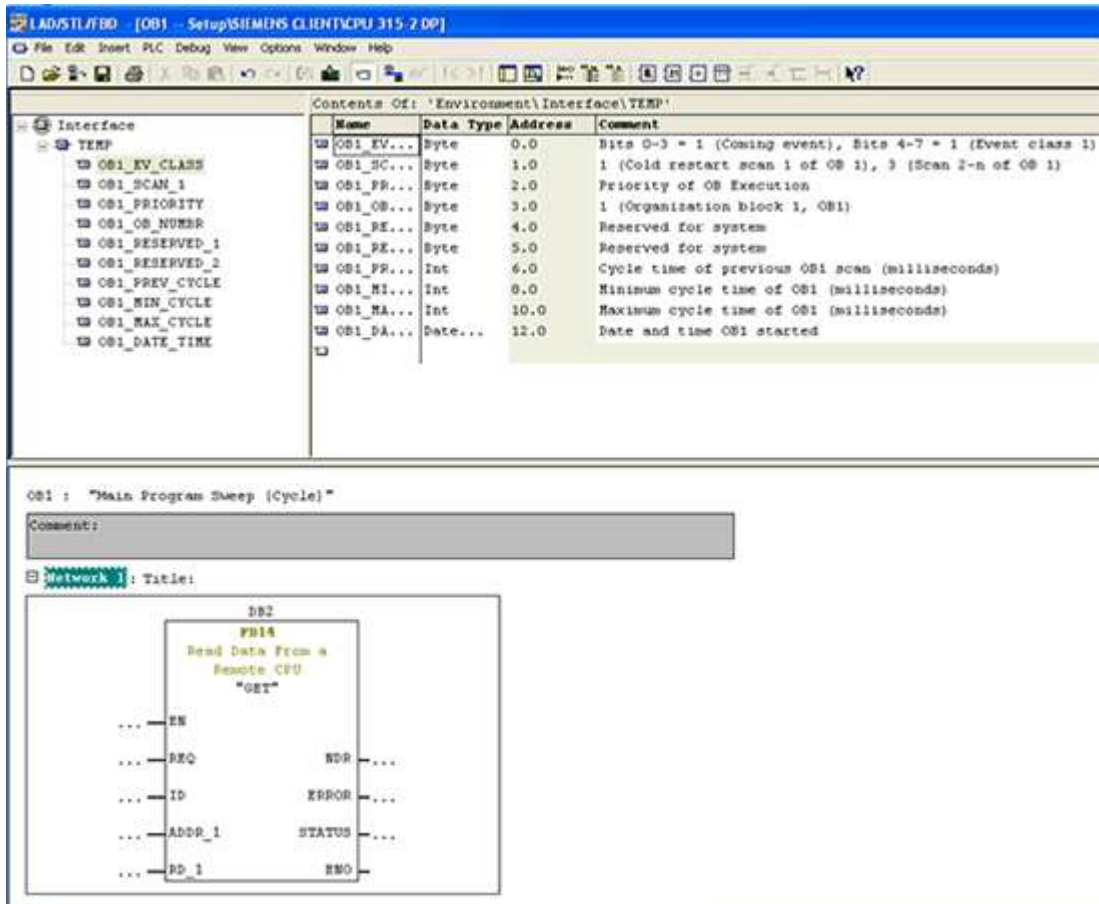 LAD/STL/FBD - [OB1 -- Setup\SIEMENS CLIENT\CPU 315-2 DP]
File Edit Insert PLC Debug View Options Window Help
Contents Of: 'Environment\Interface\TEMP'
Interface
TEMP
OB1_EV_CLASS
OB1_SCAN_1
OB1_PRIORITY
OB1_OB_NUMBR
OB1_RESERVED_1
OB1_RESERVED_2
OB1_PREV_CYCLE
OB1_MIN_CYCLE
OB1_MAX_CYCLE
OB1_DATE_TIME
Name Data Type Address Comment
OB1_EV... Byte 0.0 Bits 0-3 = 1 (Coming event), Bits 4-7 = 1 (Event class 1)
OB1_SC... Byte 1.0 1 (Cold restart scan 1 of OB 1), 3 (Scan 2-n of OB 1)
OB1_PR... Byte 2.0 Priority of OB Execution
OB1_OB... Byte 3.0 1 (Organization block 1, OB1)
OB1_RE... Byte 4.0 Reserved for system
OB1_RE... Byte 5.0 Reserved for system
OB1_PR... Int 6.0 Cycle time of previous OB1 scan (milliseconds)
OB1_MI... Int 8.0 Minimum cycle time of OB1 (milliseconds)
OB1_MA... Int 10.0 Maximum cycle time of OB1 (milliseconds)
OB1_DA... Date... 12.0 Date and time OB1 started
OB1 : "Main Program Sweep (Cycle)"
Comment:
Network 1 : Title:
DB2
FB14
Read Data From a
Remote CPU
"GET"
... EN
... REQ NDR ...
... ID ERROR ...
... ADDR_1 STATUS ...
... RD_1 ENO